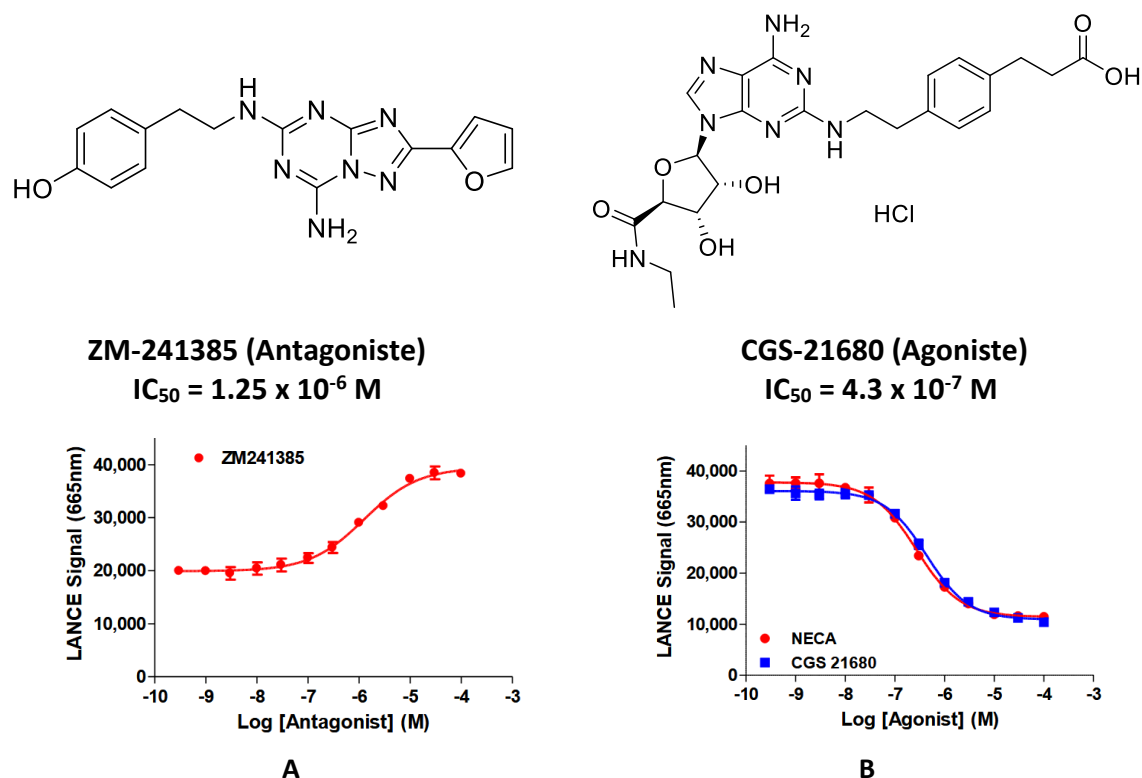 HO
H
N
N
N
N
N
N
N
NH2
O
NH2
N
N
N
N
N
H
O
OH
O
OH
OH
O
HN
HCl
ZM-241385 (Antagoniste)
IC50 = 1.25 x 10-6 M
CGS-21680 (Agoniste)
IC50 = 4.3 x 10-7 M
ZM241385
LANCE Signal (665nm)
40,000
30,000
20,000
10,000
0
-10 -9 -8 -7 -6 -5 -4 -3
Log [Antagonist] (M)
A
LANCE Signal (665nm)
40,000
30,000
20,000
10,000
0
NECA
CGS 21680
-10 -9 -8 -7 -6 -5 -4 -3
Log [Agonist] (M)
B